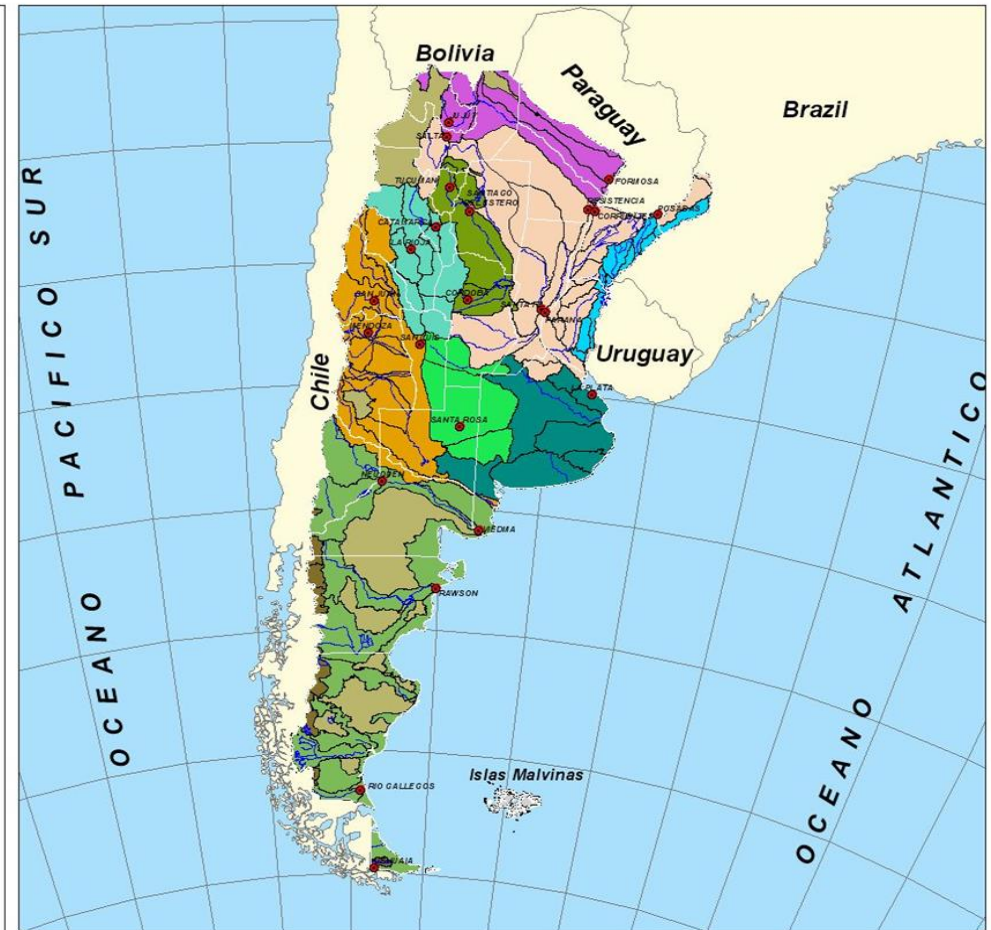 Bolivia
Paraguay
Brazil
JUJUY
SALTA
FORMOSA
TUCUMAN
SANTIAGO
DEL ESTERO
RESISTENCIA
CORRIENTES
POSADAS
CATAMARCA
LA RIOJA
SAN JUAN
CORDOBA
SANTA FE
PARANA
MENDOZA
SAN LUIS
Uruguay
Chile
PLATA
SANTA ROSA
NEUQUEN
VIEDMA
RAWSON
RIO GALLEGOS
Islas Malvinas
USHUAIA
OCEANO PACIFICO SUR
OCEANO ATLANTICO